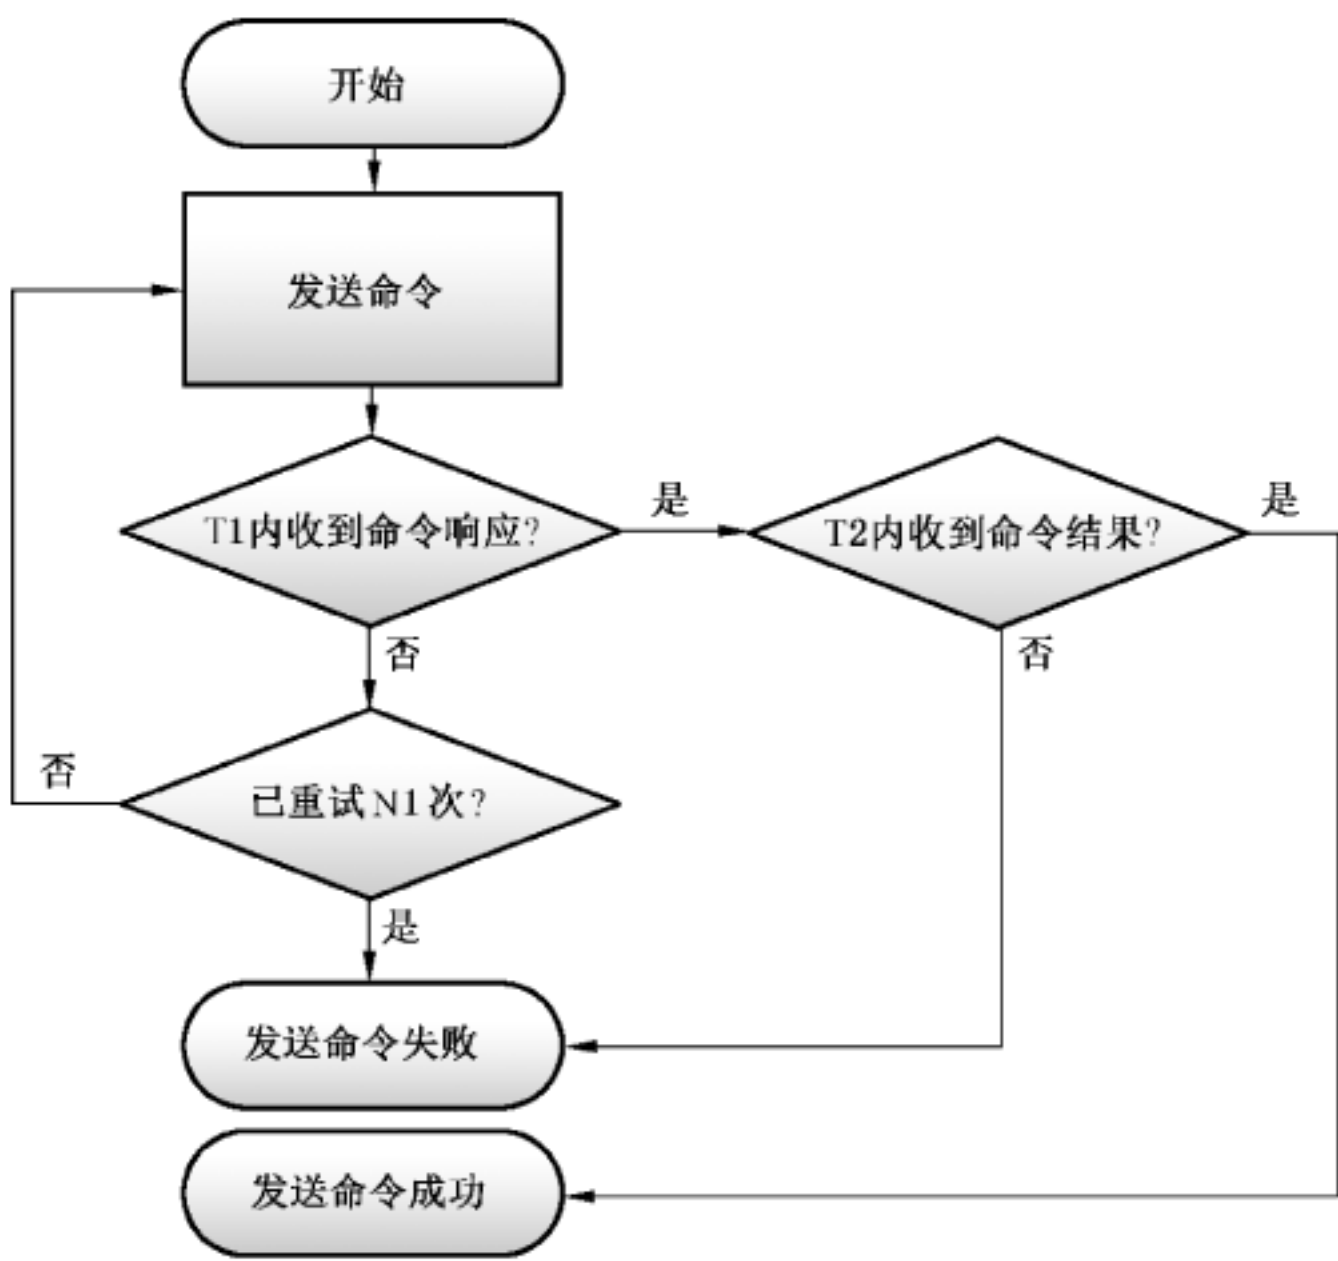 开始
发送命令
T1内收到命令响应?
是
T2内收到命令结果?
是
否
否
否
已重试N1次?
是
发送命令失败
发送命令成功